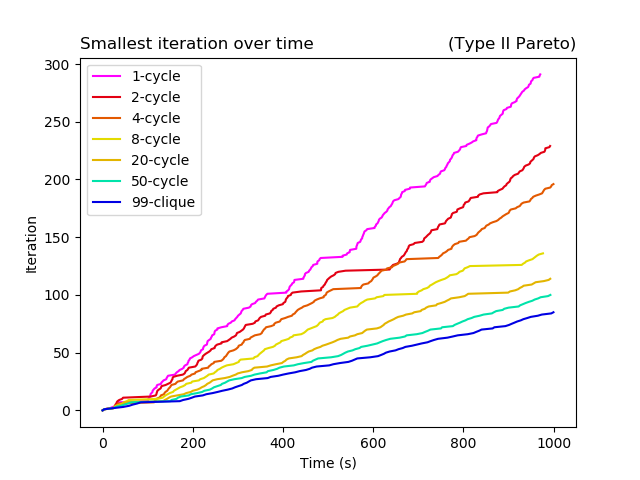 Smallest iteration over time (Type II Pareto)
300
250
200
150
100
50
0
Iteration
1-cycle
2-cycle
4-cycle
8-cycle
20-cycle
50-cycle
99-clique
0 200 400 600 800 1000
Time (s)